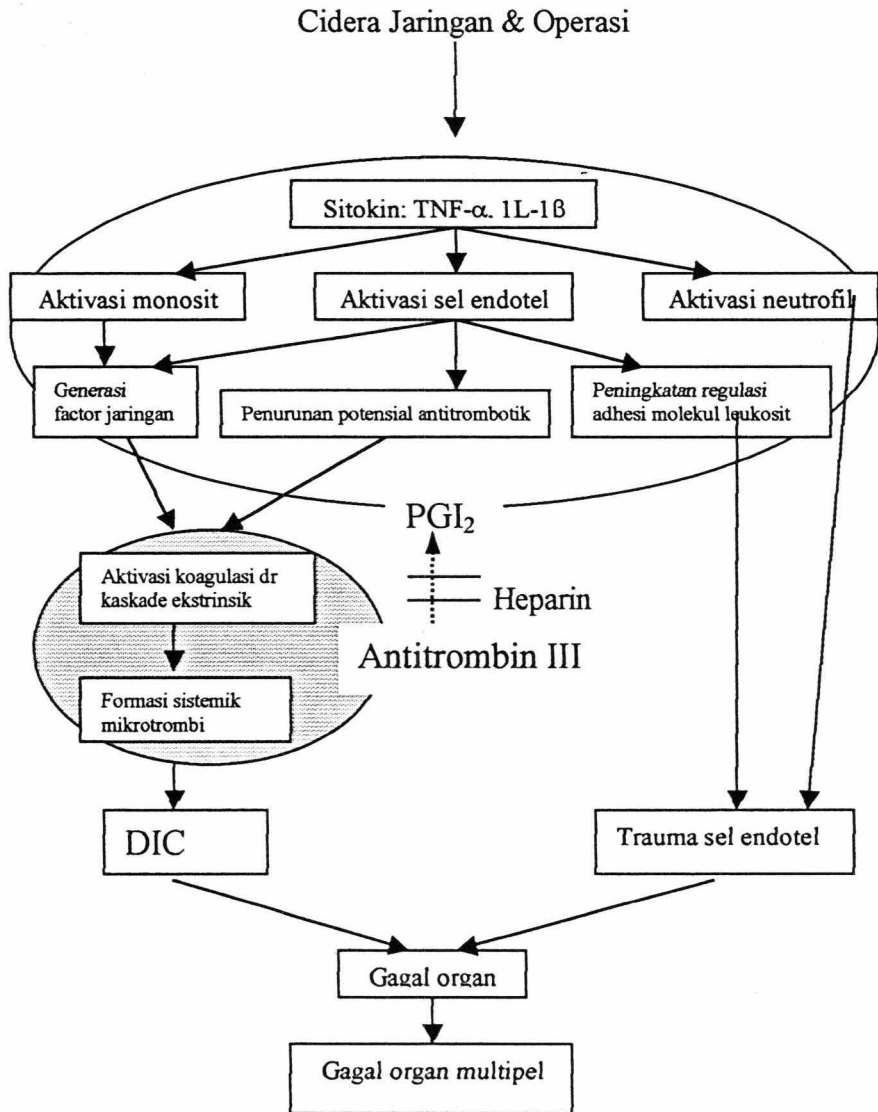 Cidera Jaringan & Operasi
Sitokin: TNF-α. 1L-1ß
Aktivasi monosit
Aktivasi sel endotel
Aktivasi neutrofil
Generasi
factor jaringan
Penurunan potensial antitrombotik
Peningkatan regulasi
adhesi molekul leukosit
PGI₂
Aktivasi koagulasi dr
kaskade ekstrinsik
Heparin
Antitrombin III
Formasi sistemik
mikrotrombi
DIC
Trauma sel endotel
Gagal organ
Gagal organ multipel